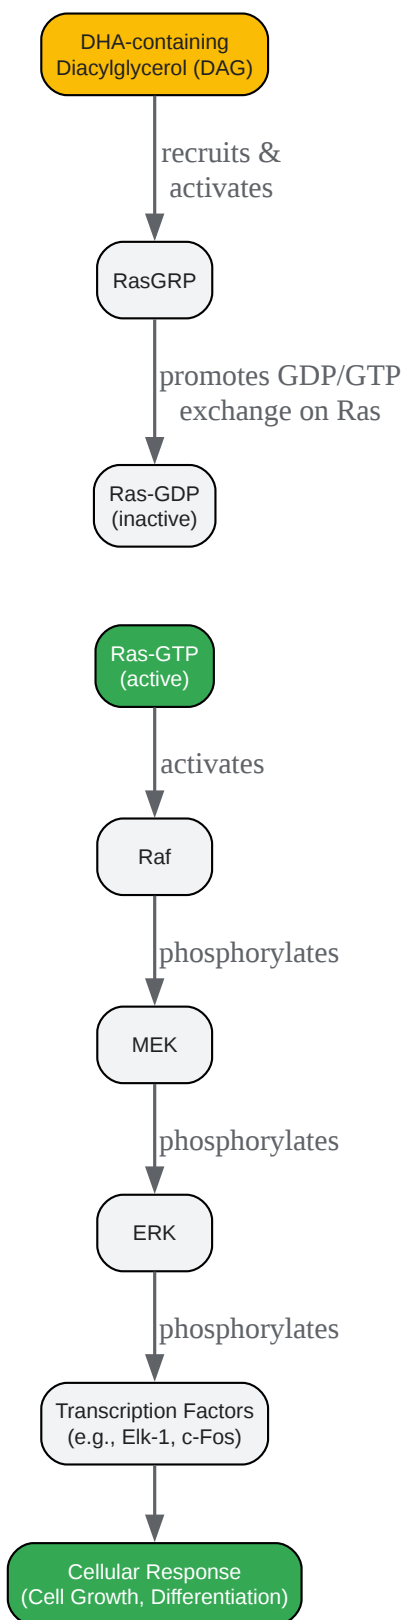 DHA-containing
Diacylglycerol (DAG)
recruits &
activates
RasGRP
promotes GDP/GTP
exchange on Ras
Ras-GDP
(inactive)
Ras-GTP
(active)
activates
Raf
phosphorylates
MEK
phosphorylates
ERK
phosphorylates
Transcription Factors
(e.g., Elk-1, c-Fos)
Cellular Response
(Cell Growth, Differentiation)